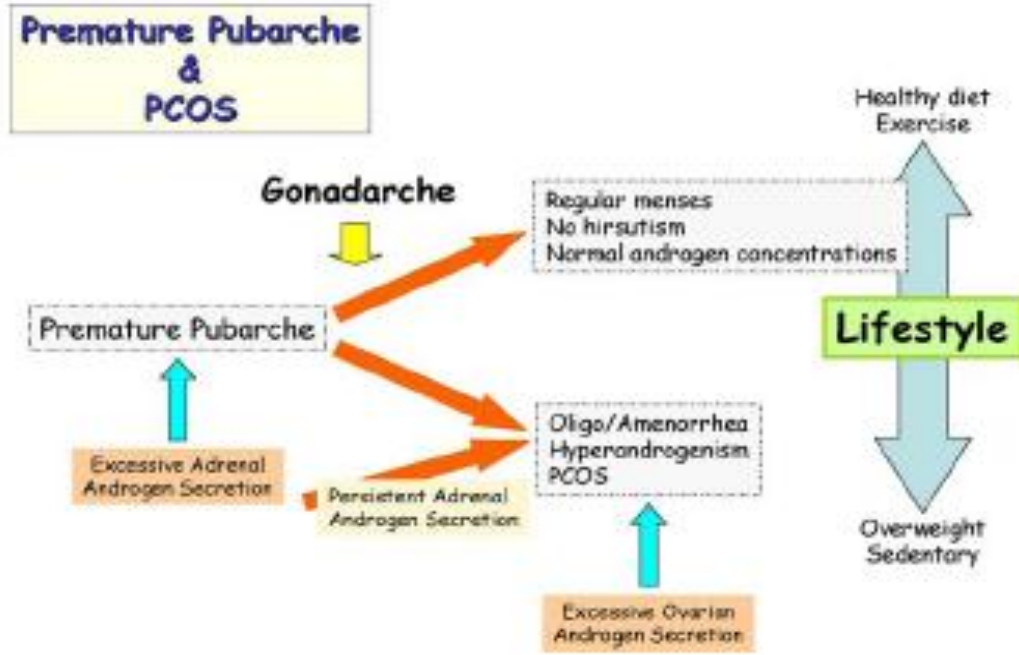 Premature Pubarche
&
PCOS
Healthy diet
Exercise
Gonadarche
Regular menses
No hirsutism
Normal androgen concentrations
Premature Pubarche
Lifestyle
Oligo/Amenorrhea
Hyperandrogenism
PCOS
Excessive Adrenal
Androgen Secretion
Persistent Adrenal
Androgen Secretion
Overweight
Sedentary
Excessive Ovarian
Androgen Secretion